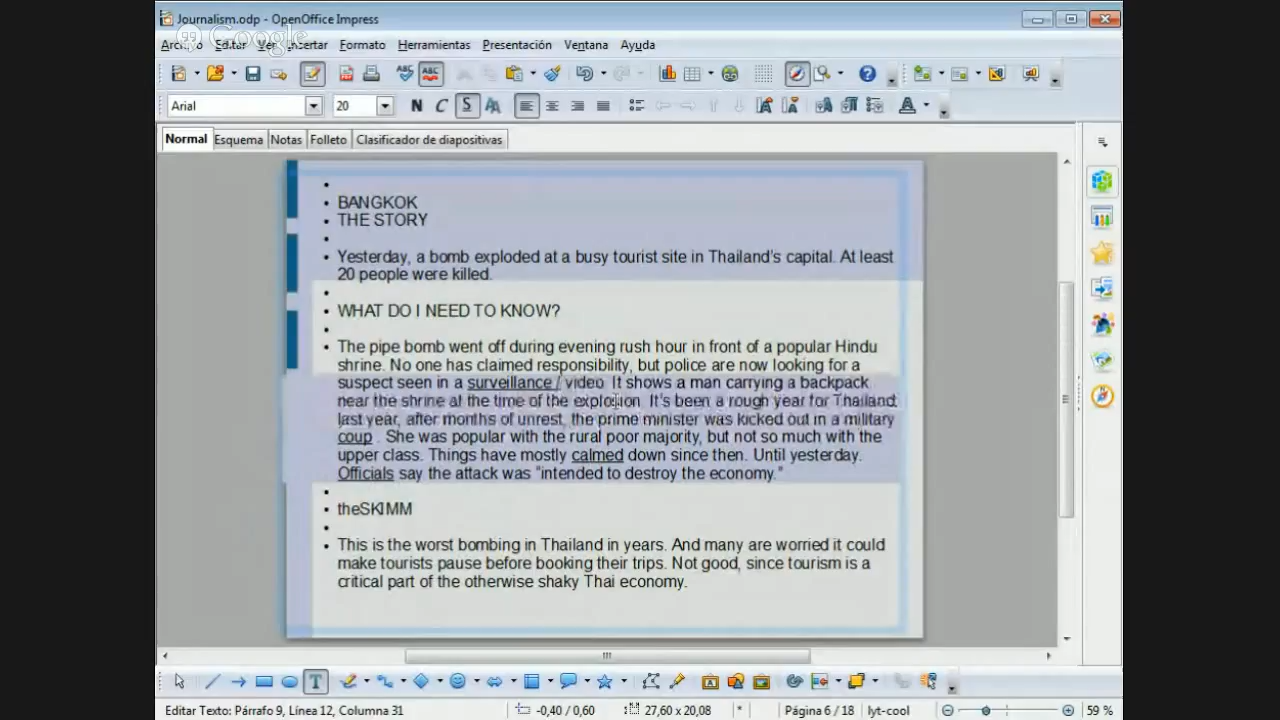 Journalism.odp - OpenOffice Impress
Google
Archivo Editar Ver Insertar Formato Herramientas Presentación Ventana Ayuda
Arial 20 N C S
Normal Esquema Notas Folleto Clasificador de diapositivas
BANGKOK
THE STORY
Yesterday, a bomb exploded at a busy tourist site in Thailand's capital. At least
20 people were killed.
WHAT DO I NEED TO KNOW?
The pipe bomb went off during evening rush hour in front of a popular Hindu
shrine. No one has claimed responsibility, but police are now looking for a
suspect seen in a surveillance / video. It shows a man carrying a backpack
near the shrine at the time of the explosion. It's been a rough year for Thailand:
last year, after months of unrest, the prime minister was kicked out in a military
coup . She was popular with the rural poor majority, but not so much with the
upper class. Things have mostly calmed down since then. Until yesterday.
Officials say the attack was "intended to destroy the economy."
theSKIMM
This is the worst bombing in Thailand in years. And many are worried it could
make tourists pause before booking their trips. Not good, since tourism is a
critical part of the otherwise shaky Thai economy.
Editar Texto: Párrafo 9, Línea 12, Columna 31 -0,40 / 0,60 27,60 x 20,08 * Página 6 / 18 lyt-cool 59 %